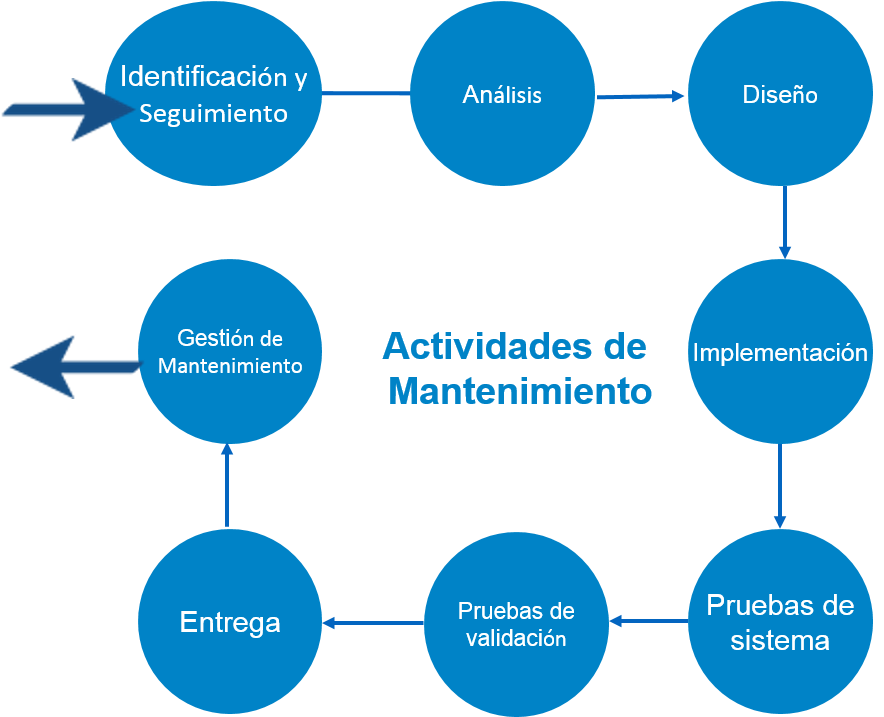 Identificación y
Seguimiento
Análisis
Diseño
Gestión de
Mantenimiento
Actividades de
Mantenimiento
Implementación
Entrega
Pruebas de
validación
Pruebas de
sistema